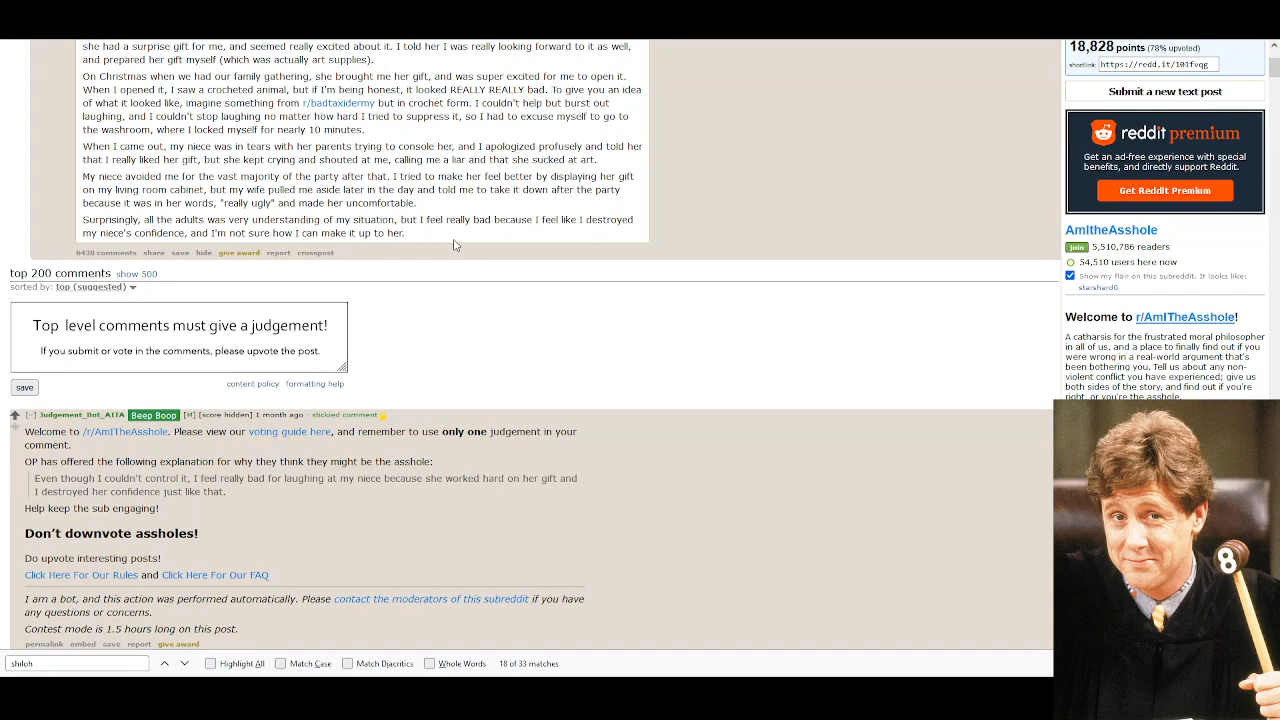 she had a surprise gift for me, and seemed really excited about it. I told her I was really looking forward to it as well,
and prepared her gift myself (which was actually art supplies).
On Christmas when we had our family gathering, she brought me her gift, and was super excited for me to open it.
When I opened it, I saw a crocheted animal, but if I'm being honest, it looked REALLY REALLY bad. To give you an idea
of what it looked like, imagine something from r/badtaxidermy but in crochet form. I couldn't help but burst out
laughing, and I couldn't stop laughing no matter how hard I tried to suppress it, so I had to excuse myself to go to
the washroom, where I locked myself for nearly 10 minutes.
When I came out, my niece was in tears with her parents trying to console her, and I apologized profusely and told her
that I really liked her gift, but she kept crying and shouted at me, calling me a liar and that she sucked at art.
My niece avoided me for the vast majority of the party after that. I tried to make her feel better by displaying her gift
on my living room cabinet, but my wife pulled me aside later in the day and told me to take it down after the party
because it was in her words, "really ugly" and made her uncomfortable.
Surprisingly, all the adults was very understanding of my situation, but I feel really bad because I feel like I destroyed
my niece's confidence, and I'm not sure how I can make it up to her.
6438 comments share save hide give award report crosspost
top 200 comments show 500
sorted by: top (suggested)
Top level comments must give a judgement!
If you submit or vote in the comments, please upvote the post.
content policy formatting help
save
[–] Judgement_Bot_AITA Beep Boop [M] [score hidden] 1 month ago - stickied comment
Welcome to /r/AmITheAsshole. Please view our voting guide here, and remember to use only one judgement in your
comment.
OP has offered the following explanation for why they think they might be the asshole:
Even though I couldn't control it, I feel really bad for laughing at my niece because she worked hard on her gift and
I destroyed her confidence just like that.
Help keep the sub engaging!
Don't downvote assholes!
Do upvote interesting posts!
Click Here For Our Rules and Click Here For Our FAQ
I am a bot, and this action was performed automatically. Please contact the moderators of this subreddit if you have
any questions or concerns.
Contest mode is 1.5 hours long on this post.
permalink embed save report give award
shiloh Highlight All Match Case Match Diacritics Whole Words 18 of 33 matches
18,828 points (78% upvoted)
shortlink: https://redd.it/101fvqg
Submit a new text post
reddit premium
Get an ad-free experience with special
benefits, and directly support Reddit.
Get Reddit Premium
AmItheAsshole
join 5,510,786 readers
54,510 users here now
Show my flair on this subreddit. It looks like:
starshard0
Welcome to r/AmITheAsshole!
A catharsis for the frustrated moral philosopher
in all of us, and a place to finally find out if you
were wrong in a real-world argument that's
been bothering you. Tell us about any non-
violent conflict you have experienced; give us
both sides of the story, and find out if you're
right, or you're the asshole.
8